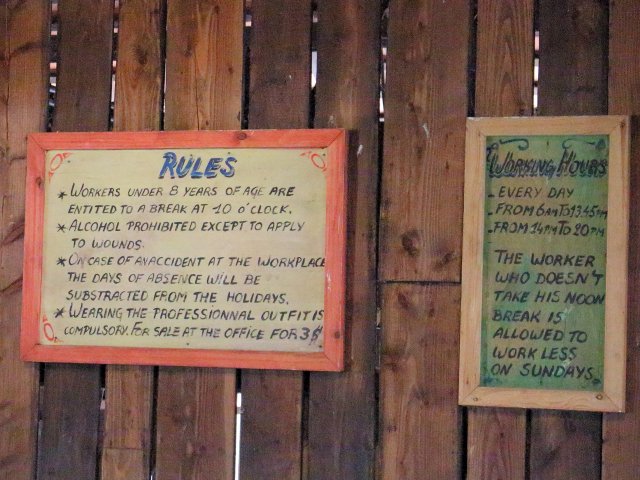 RULES
* WORKERS UNDER 8 YEARS OF AGE ARE
ENTITED TO A BREAK AT 10 O'CLOCK.
* ALCOHOL PROHIBITED EXCEPT TO APPLY
TO WOUNDS.
* ON CASE OF AN ACCIDENT AT THE WORKPLACE
THE DAYS OF ABSENCE WILL BE
SUBSTRACTED FROM THE HOLIDAYS.
* WEARING THE PROFESSIONNAL OUTFIT IS
COMPULSORY. FOR SALE AT THE OFFICE FOR 3$
WORKING HOURS
- EVERY DAY
- FROM 6AM TO 13.45PM
- FROM 14PM TO 20PM
THE WORKER
WHO DOESN'T
TAKE HIS NOON
BREAK IS
ALLOWED TO
WORK LESS
ON SUNDAYS.